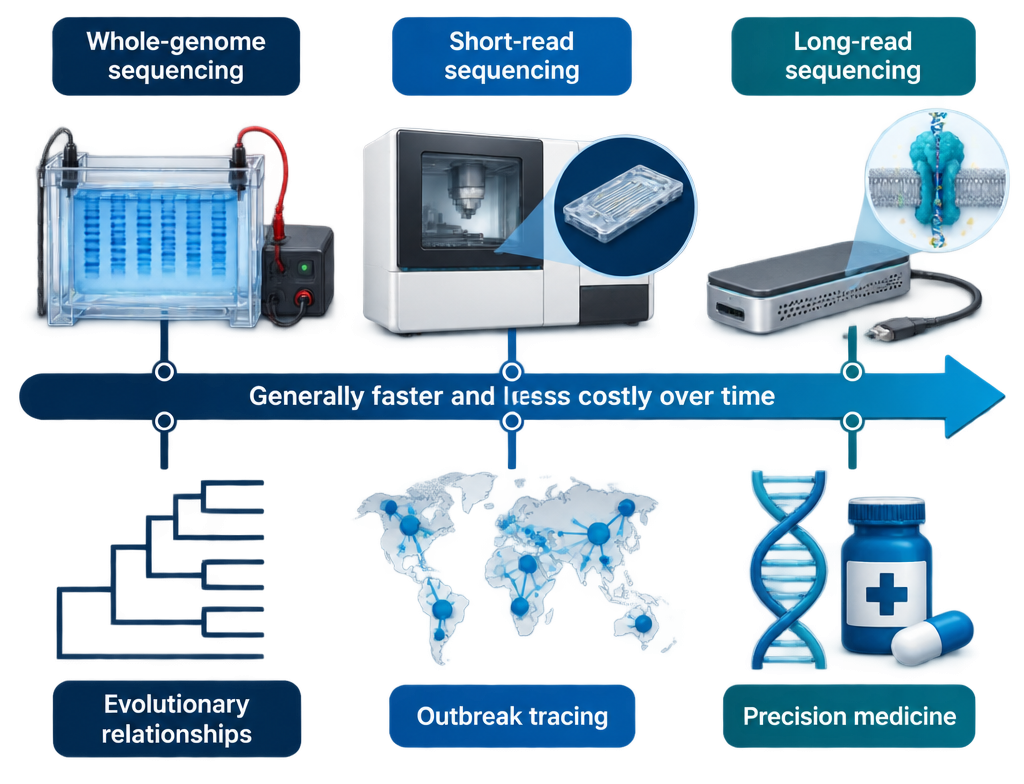 Whole-genome
sequencing
Short-read
sequencing
Long-read
sequencing
Generally faster and costly over time
Evolutionary
relationships
Outbreak tracing
Precision medicine